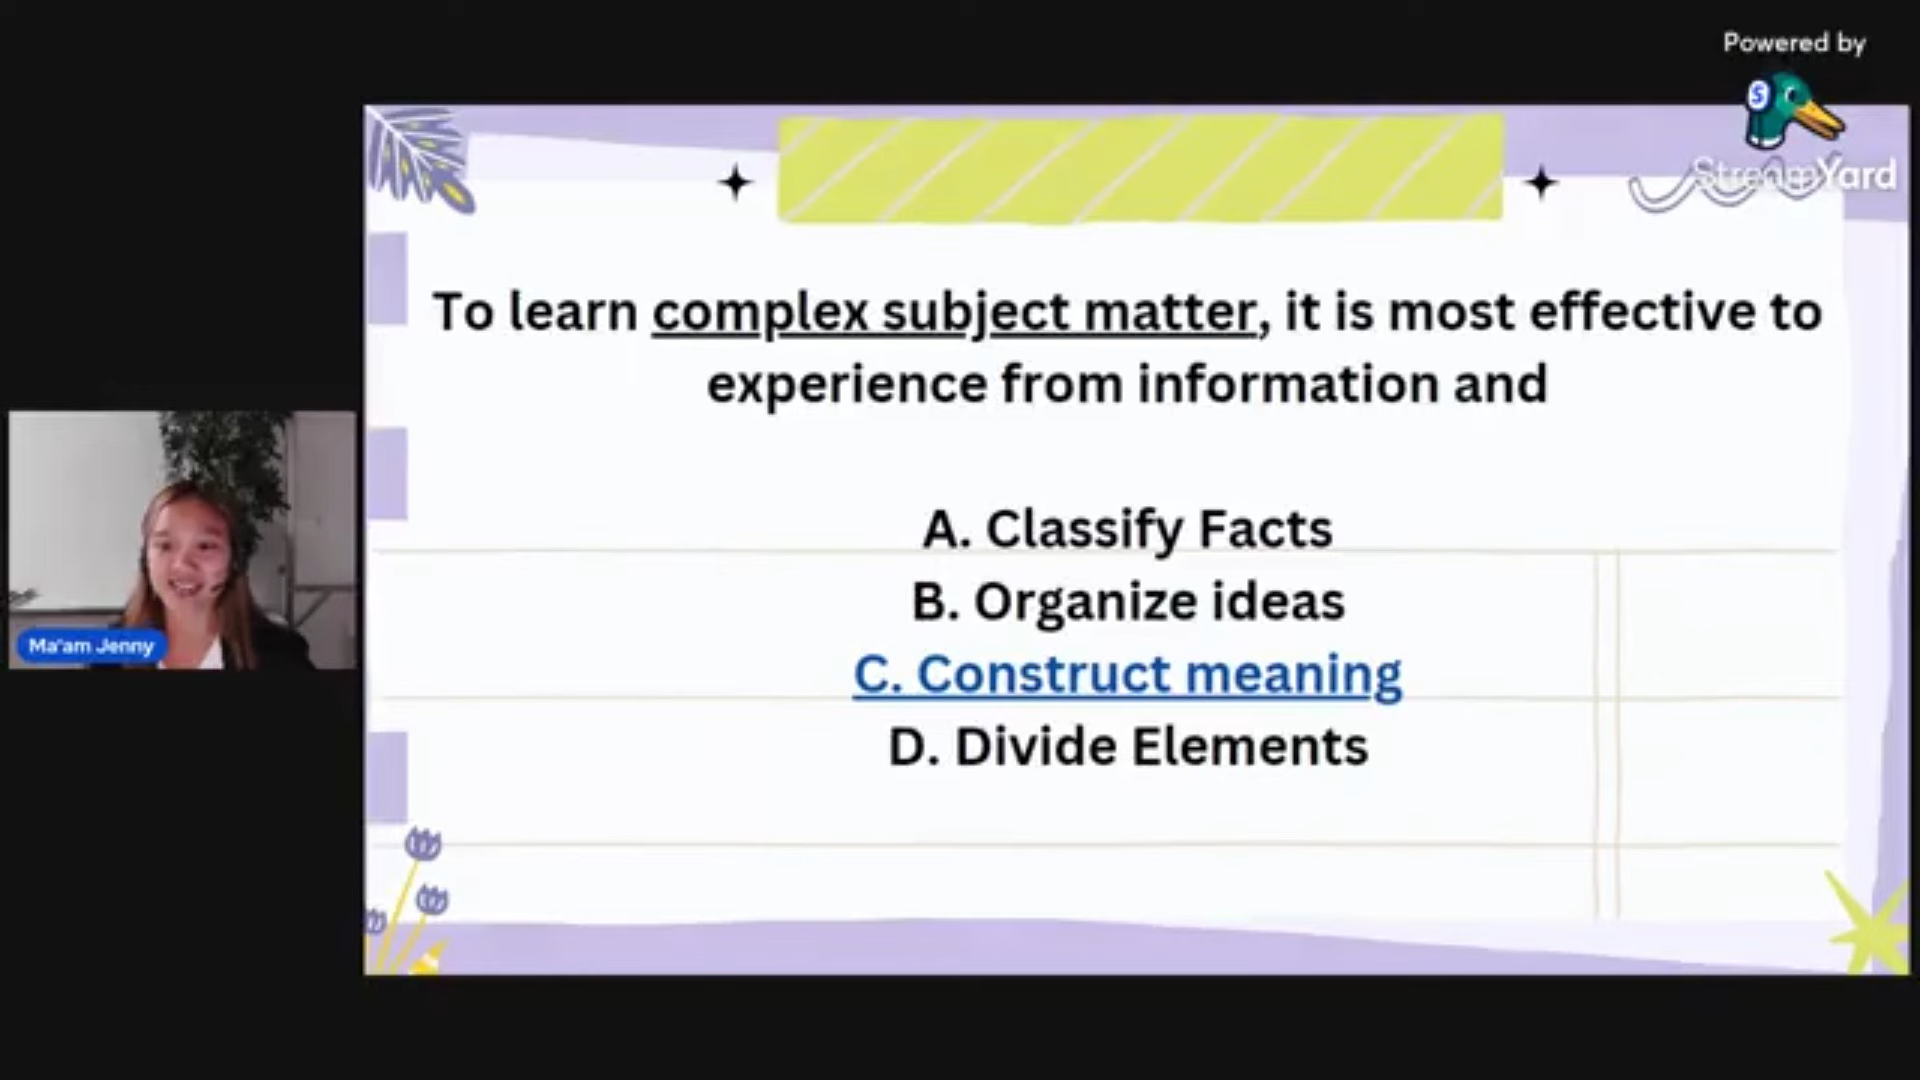 Powered by
StreamYard
To learn complex subject matter, it is most effective to
experience from information and
A. Classify Facts
B. Organize ideas
C. Construct meaning
D. Divide Elements
Ma'am Jenny